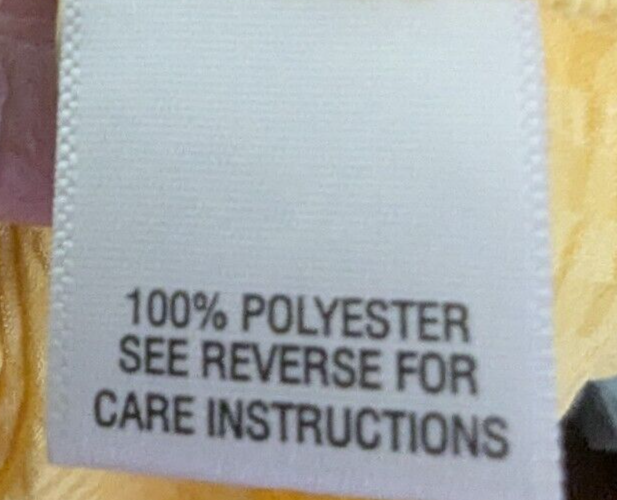 100% POLYESTER
SEE REVERSE FOR
CARE INSTRUCTIONS